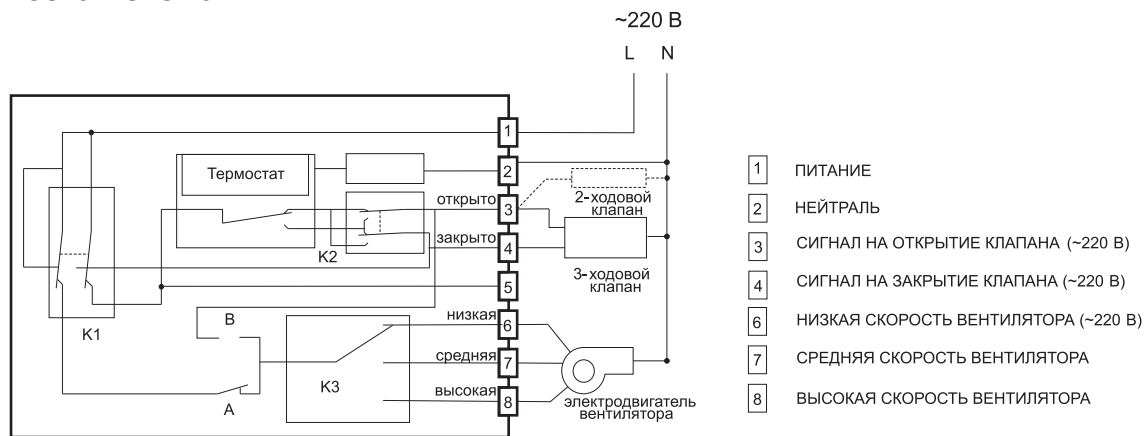 ~220 В
L N
1
2
3
4
5
6
7
8
Термостат
открыто
закрыто
K2
K1
B
A
K3
низкая
средняя
высокая
2-ходовой
клапан
3-ходовой
клапан
электродвигатель
вентилятора
1 ПИТАНИЕ
2 НЕЙТРАЛЬ
3 СИГНАЛ НА ОТКРЫТИЕ КЛАПАНА (~220 В)
4 СИГНАЛ НА ЗАКРЫТИЕ КЛАПАНА (~220 В)
6 НИЗКАЯ СКОРОСТЬ ВЕНТИЛЯТОРА (~220 В)
7 СРЕДНЯЯ СКОРОСТЬ ВЕНТИЛЯТОРА
8 ВЫСОКАЯ СКОРОСТЬ ВЕНТИЛЯТОРА